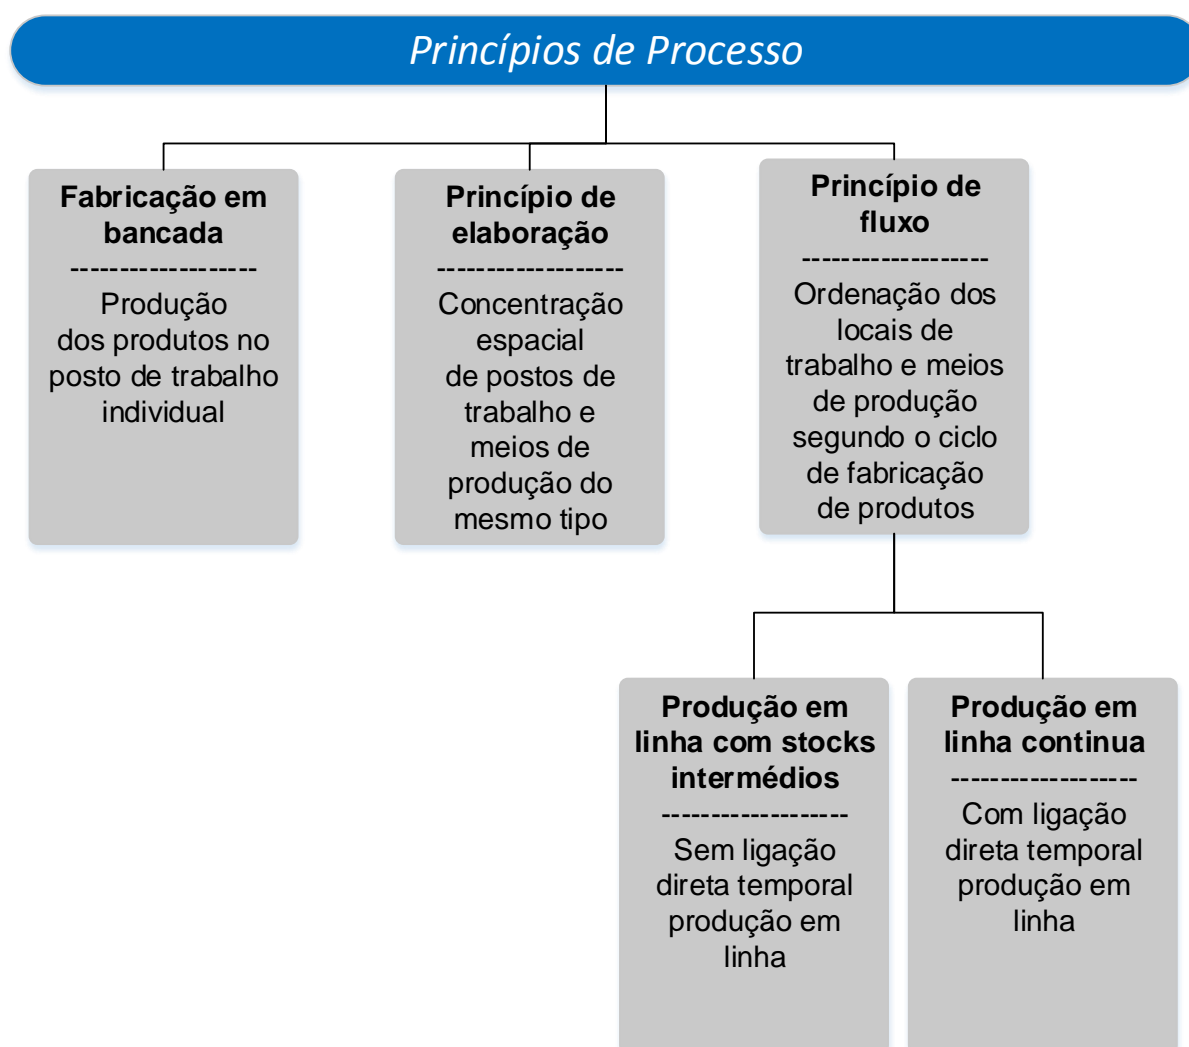 Princípios de Processo
Fabricação em
bancada
-------------------
Produção
dos produtos no
posto de trabalho
individual
Princípio de
elaboração
-------------------
Concentração
espacial
de postos de
trabalho e
meios de
produção do
mesmo tipo
Princípio de
fluxo
-------------------
Ordenação dos
locais de
trabalho e meios
de produção
segundo o ciclo
de fabricação
de produtos
Produção em
linha com stocks
intermédios
-------------------
Sem ligação
direta temporal
produção em
linha
Produção em
linha continua
-------------------
Com ligação
direta temporal
produção em
linha